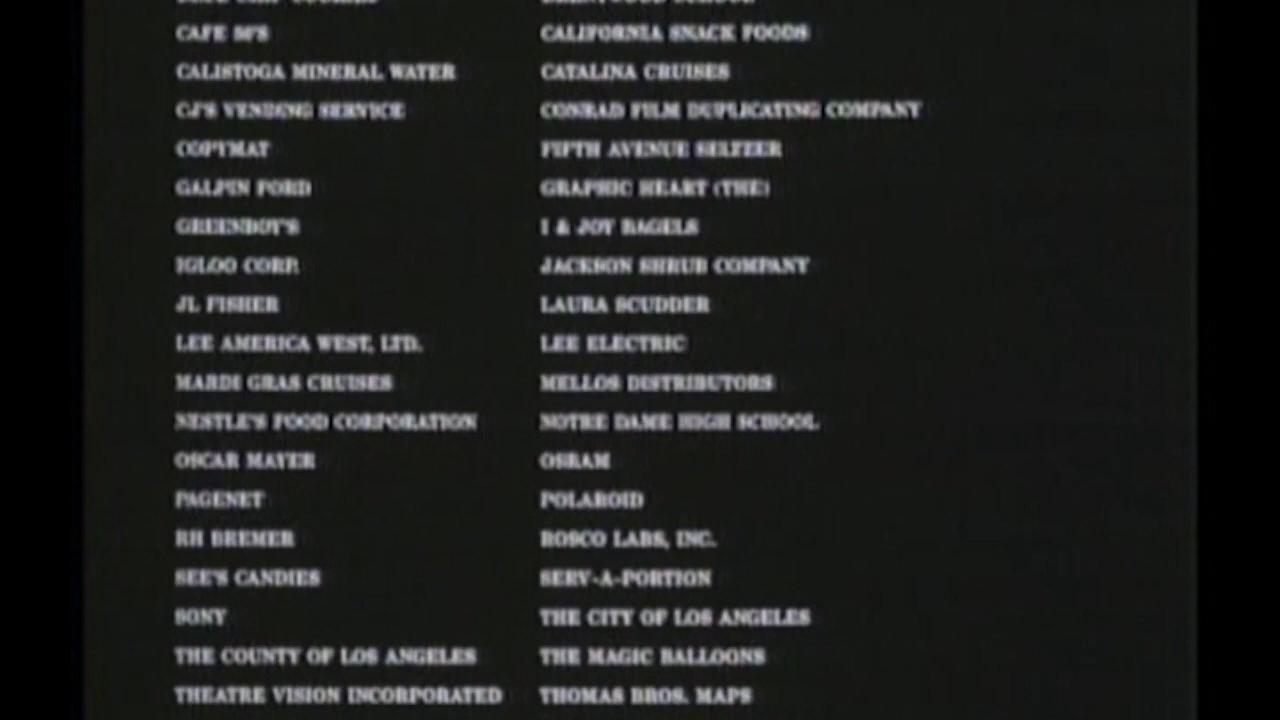 CAFE 50'S CALIFORNIA SNACK FOODS
CALISTOGA MINERAL WATER CATALINA CRUISES
CJ'S VENDING SERVICE CONRAD FILM DUPLICATING COMPANY
COPYMAT FIFTH AVENUE SELTZER
GALPIN FORD GRAPHIC HEART (THE)
GREENBOY'S I & JOY BAGELS
IGLOO CORP. JACKSON SHRUB COMPANY
JL FISHER LAURA SCUDDER
LEE AMERICA WEST, LTD. LEE ELECTRIC
MARDI GRAS CRUISES MELLOS DISTRIBUTORS
NESTLE'S FOOD CORPORATION NOTRE DAME HIGH SCHOOL
OSCAR MAYER OSRAM
PAGENET POLAROID
RH BREMER ROSCO LABS, INC.
SEE'S CANDIES SERV-A-PORTION
SONY THE CITY OF LOS ANGELES
THE COUNTY OF LOS ANGELES THE MAGIC BALLOONS
THEATRE VISION INCORPORATED THOMAS BROS. MAPS